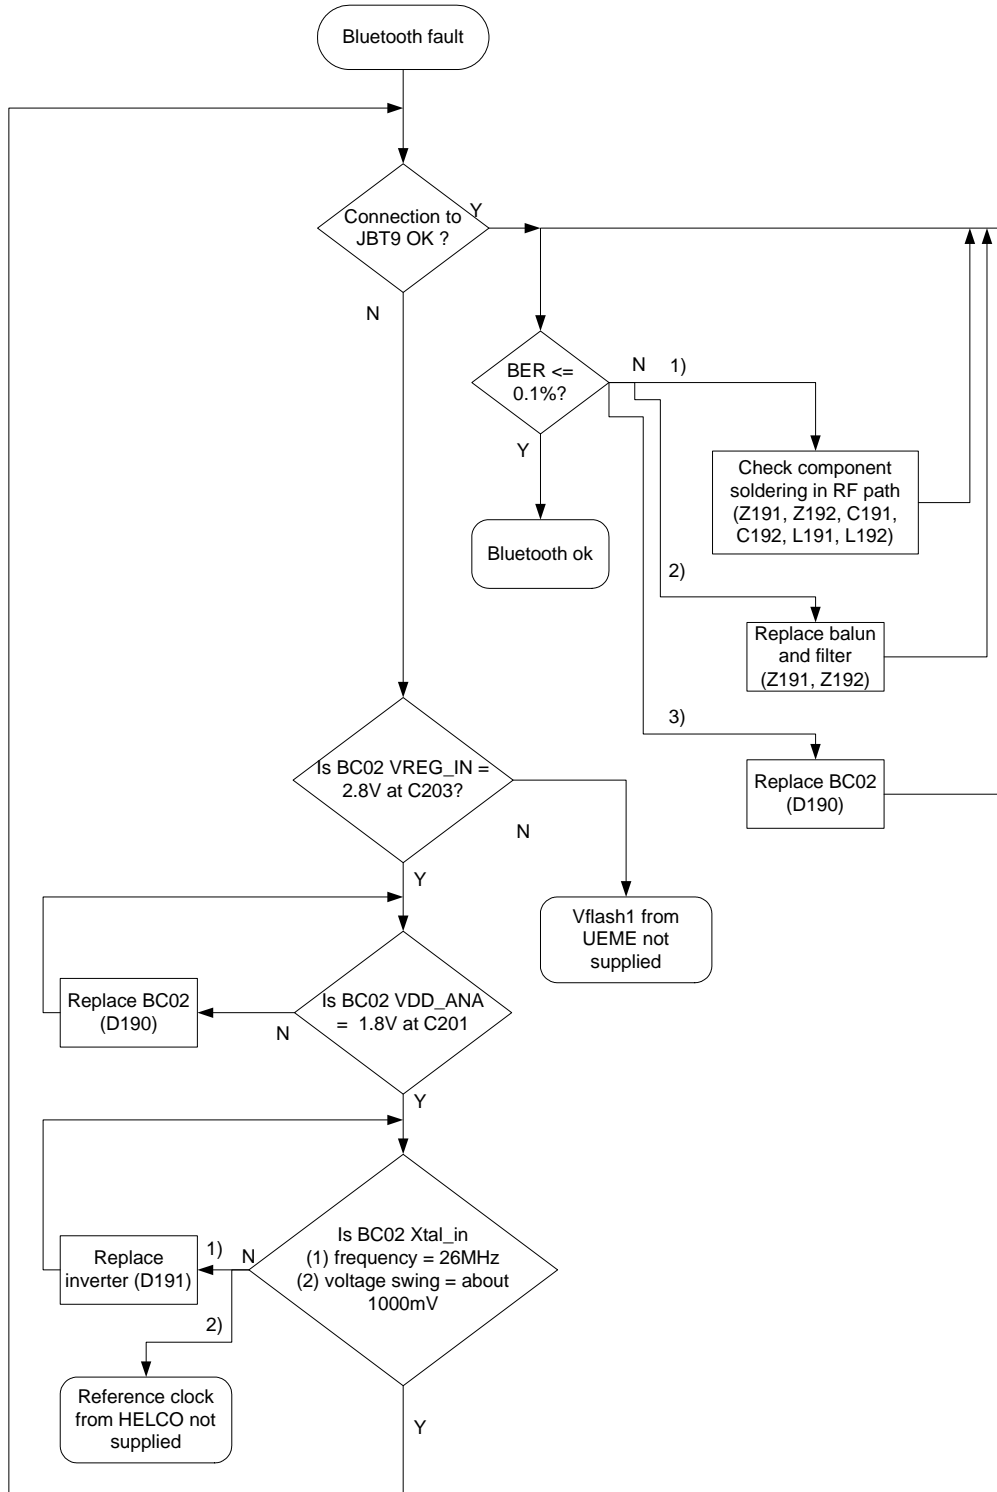 Bluetooth fault
Connection to
JBT9 OK ?
Y
N
BER <=
0.1%?
N
1)
Y
Check component
soldering in RF path
(Z191, Z192, C191,
C192, L191, L192)
Bluetooth ok
2)
Replace balun
and filter
(Z191, Z192)
3)
Replace BC02
(D190)
Is BC02 VREG_IN =
2.8V at C203?
N
Y
Vflash1 from
UEME not
supplied
Is BC02 VDD_ANA
= 1.8V at C201
Replace BC02
(D190)
N
Y
Is BC02 Xtal_in
(1) frequency = 26MHz
(2) voltage swing = about
1000mV
N
1)
Replace
inverter (D191)
2)
Reference clock
from HELCO not
supplied
Y